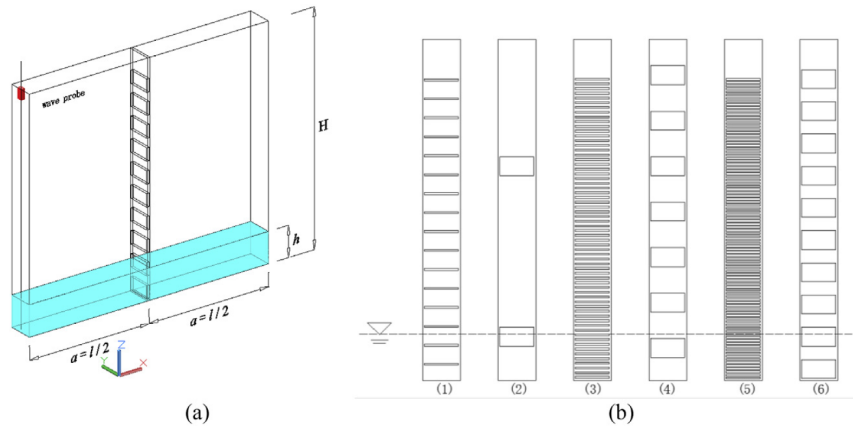 wave probe
H
h
a=l/2
a=l/2
Z
Y
X
(1) (2) (3) (4) (5) (6)
(a) (b)